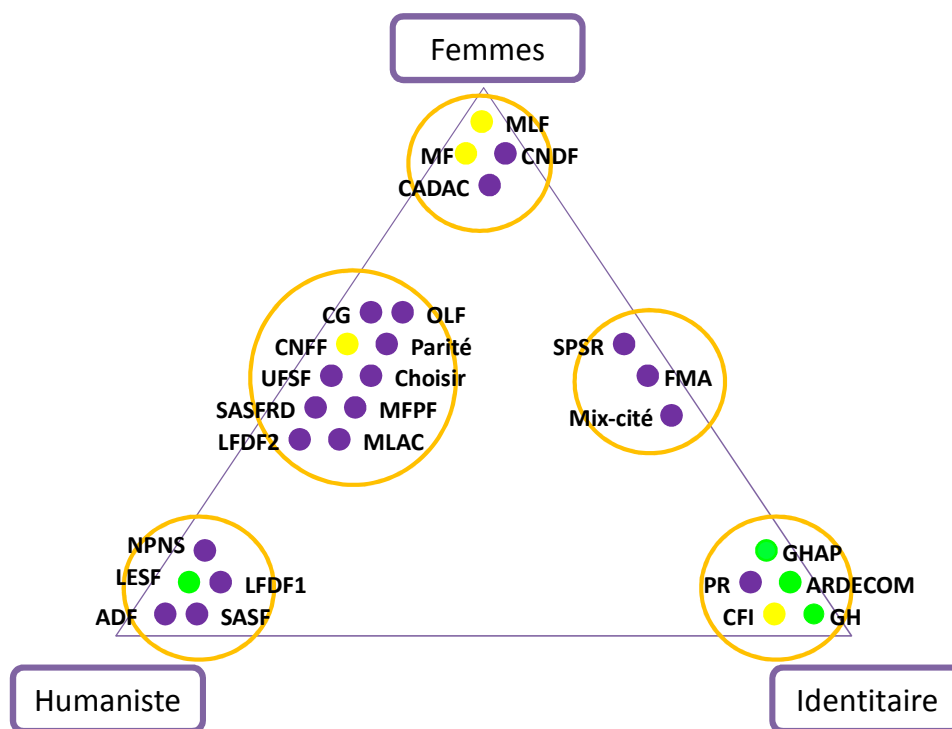 Femmes
MLF
MF CNDF
CADAC
CG OLF
CNFF Parité
UFSF Choisir
SASFRD MFPF
LFDF2 MLAC
SPSR
FMA
Mix-cité
NPNS
LESF LFDF1
ADF SASF
GHAP
PR ARDECOM
CFI GH
Humaniste
Identitaire